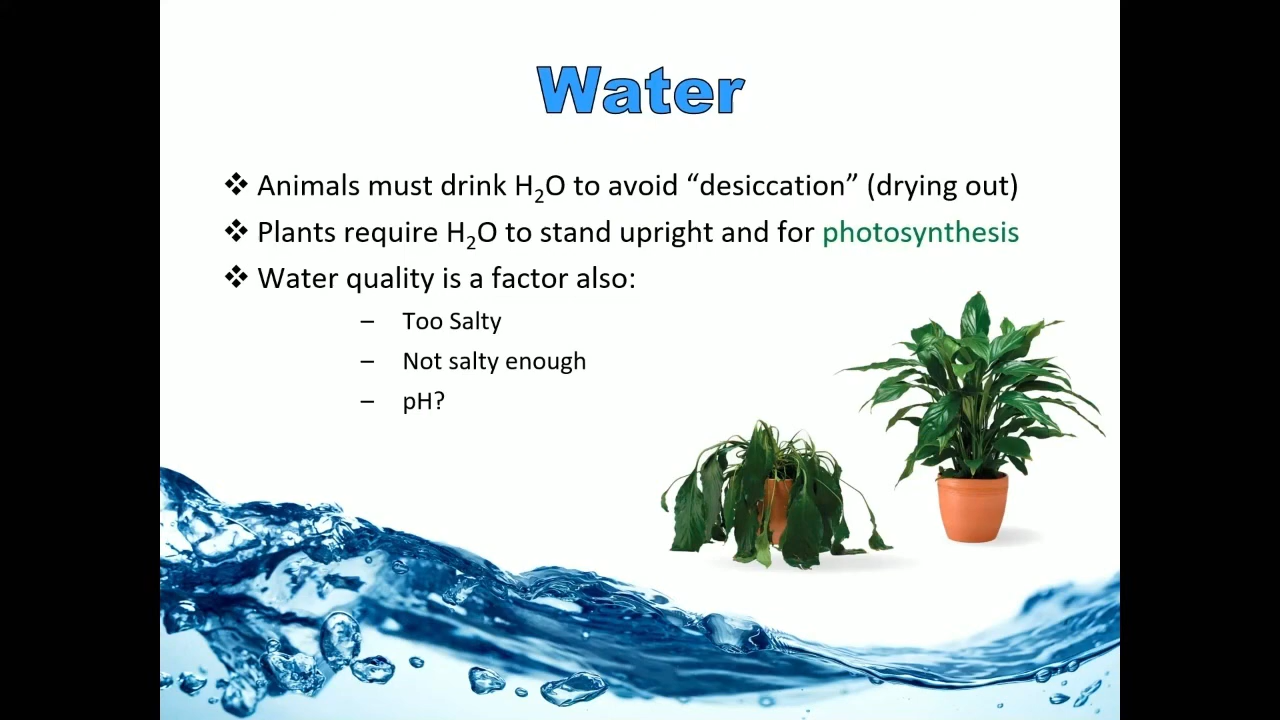 Water
❖ Animals must drink H₂O to avoid “desiccation” (drying out)
❖ Plants require H₂O to stand upright and for photosynthesis
❖ Water quality is a factor also:
– Too Salty
– Not salty enough
– pH?